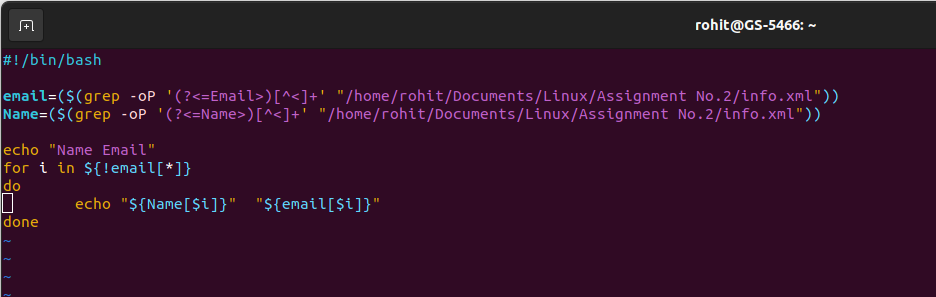 rohit@GS-5466: ~
#!/bin/bash
email=($(grep -oP '(?<=Email>)[^<]+' "/home/rohit/Documents/Linux/Assignment No.2/info.xml"))
Name=($(grep -oP '(?<=Name>)[^<]+' "/home/rohit/Documents/Linux/Assignment No.2/info.xml"))
echo "Name Email"
for i in ${!email[*]}
do
        echo "${Name[$i]}"  "${email[$i]}"
done
~
~
~
~